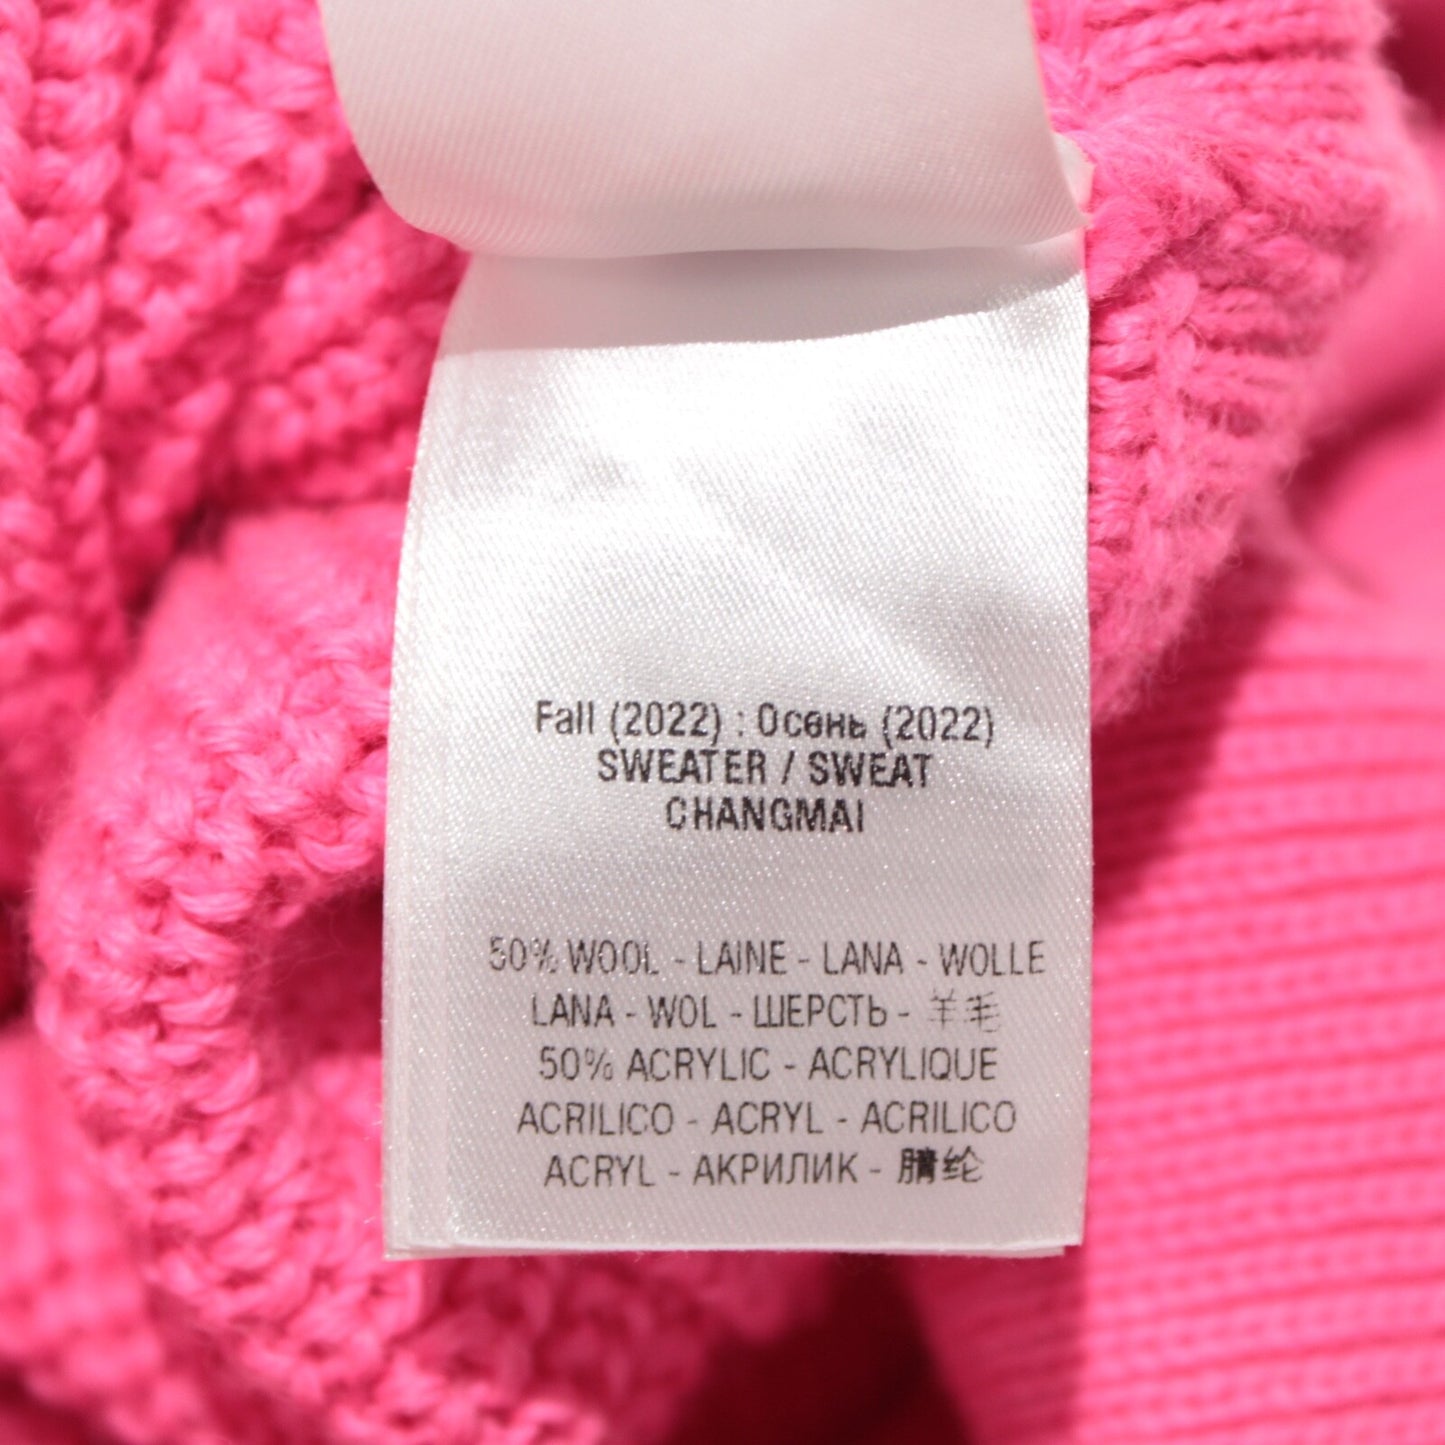 Fall (2022) : Осень (2022)
SWEATER / SWEAT
CHANGMAI
50% WOOL - LAINE - LANA - WOLLE
LANA - WOL - ШЕРСТЬ - 羊毛
50% ACRYLIC - ACRYLIQUE
ACRILICO - ACRYL - ACRILICO
ACRYL - АКРИЛИК - 腈纶